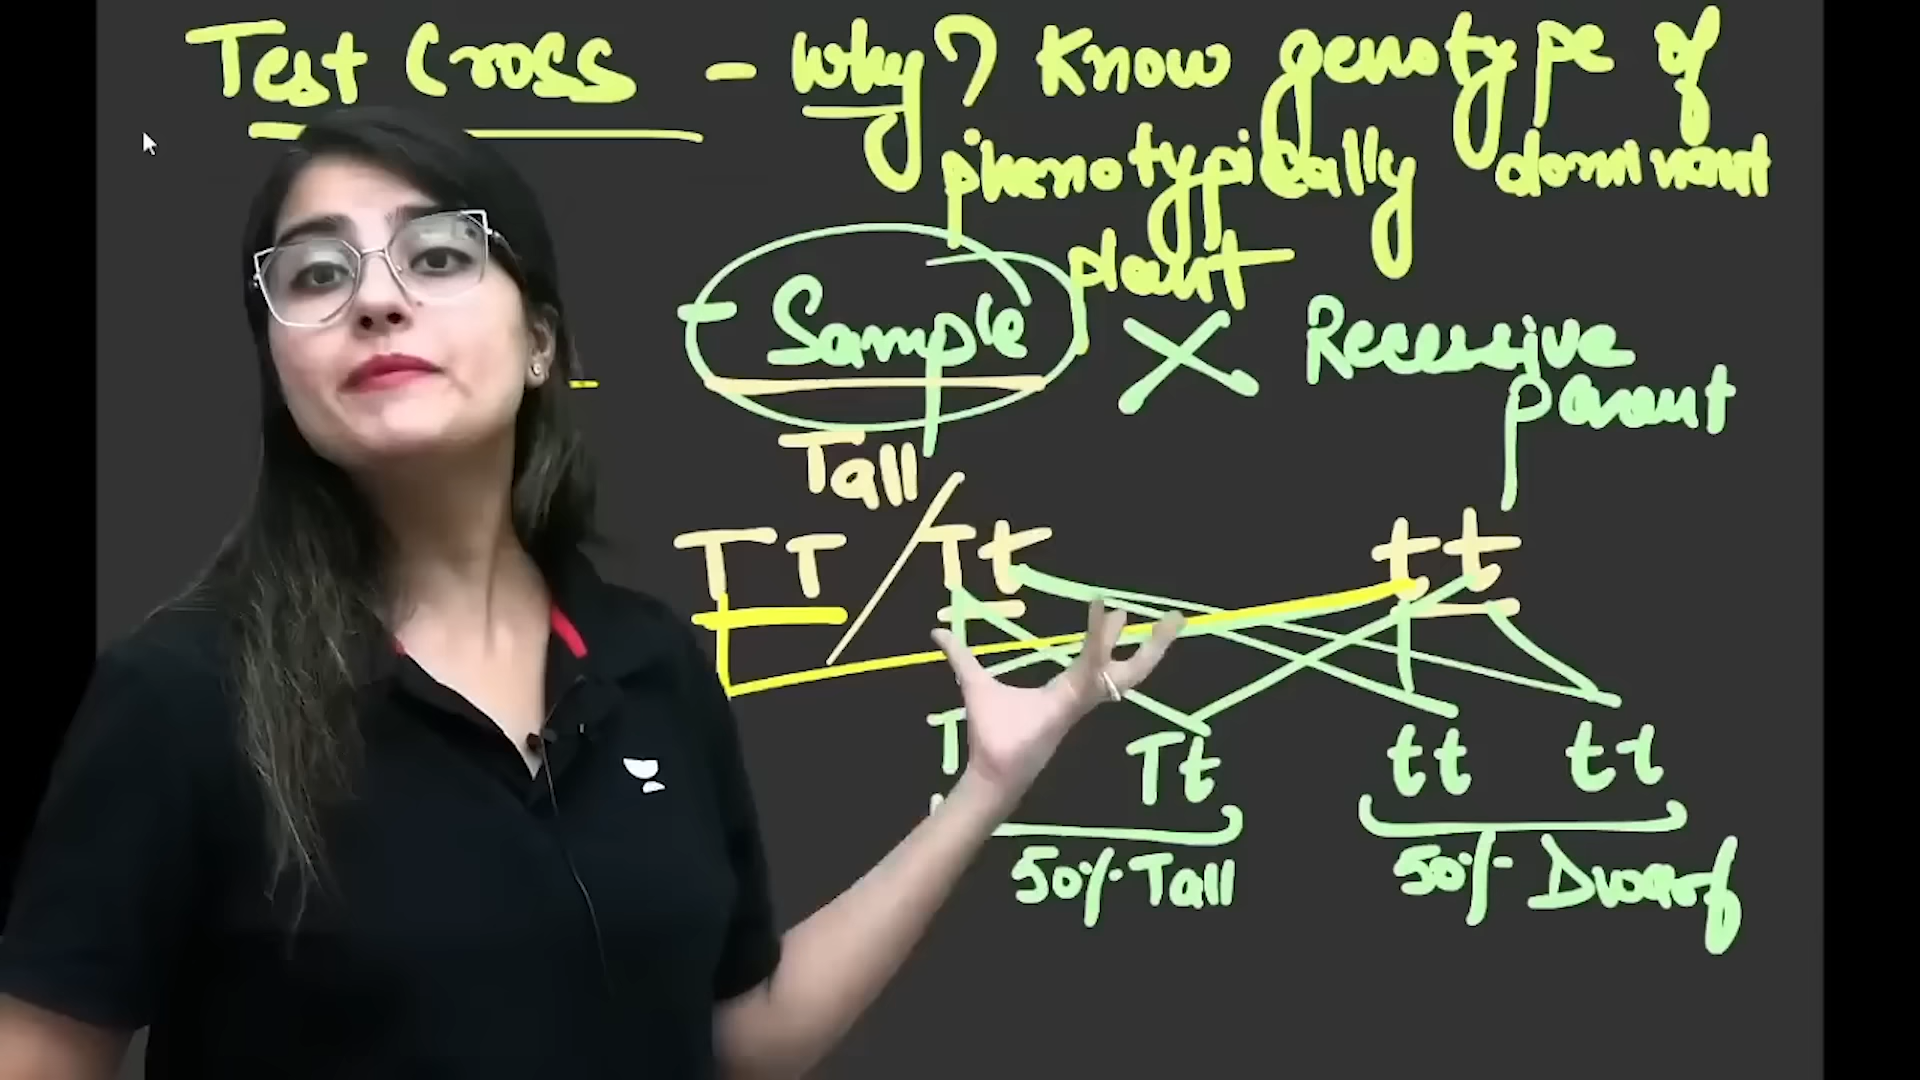 Test Cross - Why? Know genotype of
phenotypically dominant
plant
Sample X Recessive
parent
Tall
TT / Tt tt
T Tt tt tt
50% Tall 50% Dwarf